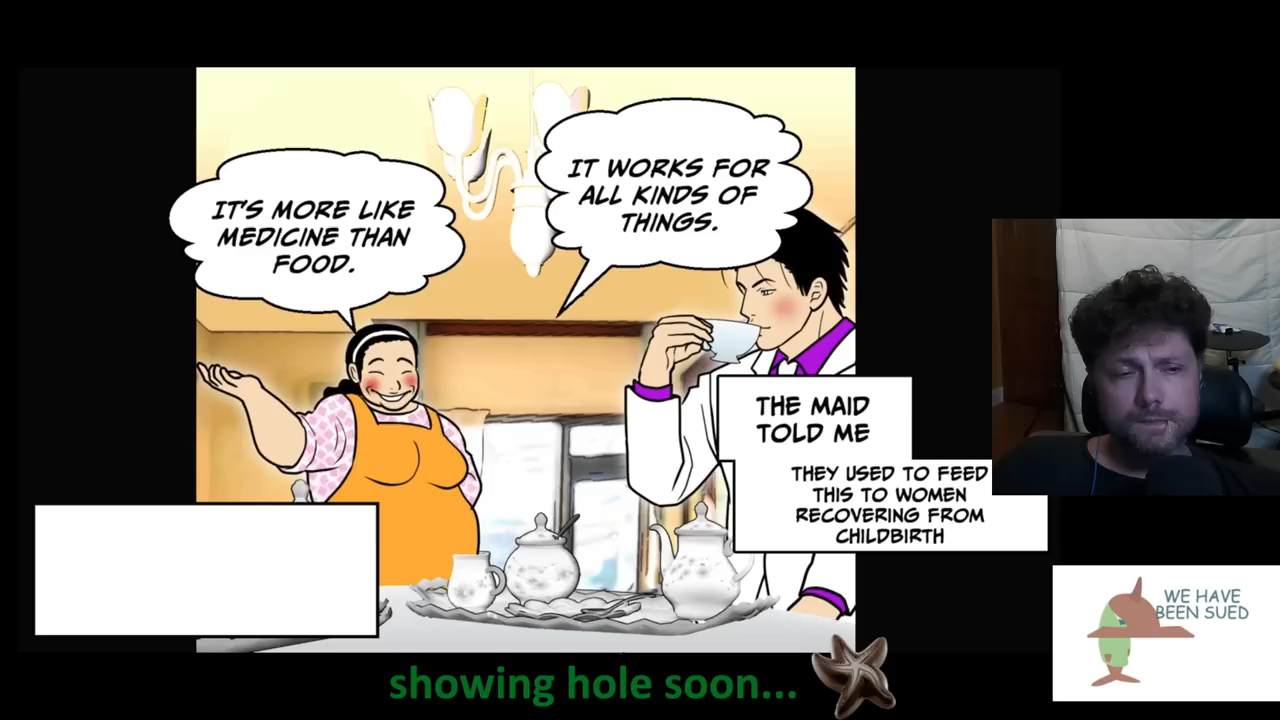 IT'S MORE LIKE
MEDICINE THAN
FOOD.
IT WORKS FOR
ALL KINDS OF
THINGS.
THE MAID
TOLD ME
THEY USED TO FEED
THIS TO WOMEN
RECOVERING FROM
CHILDBIRTH
WE HAVE
BEEN SUED
showing hole soon...